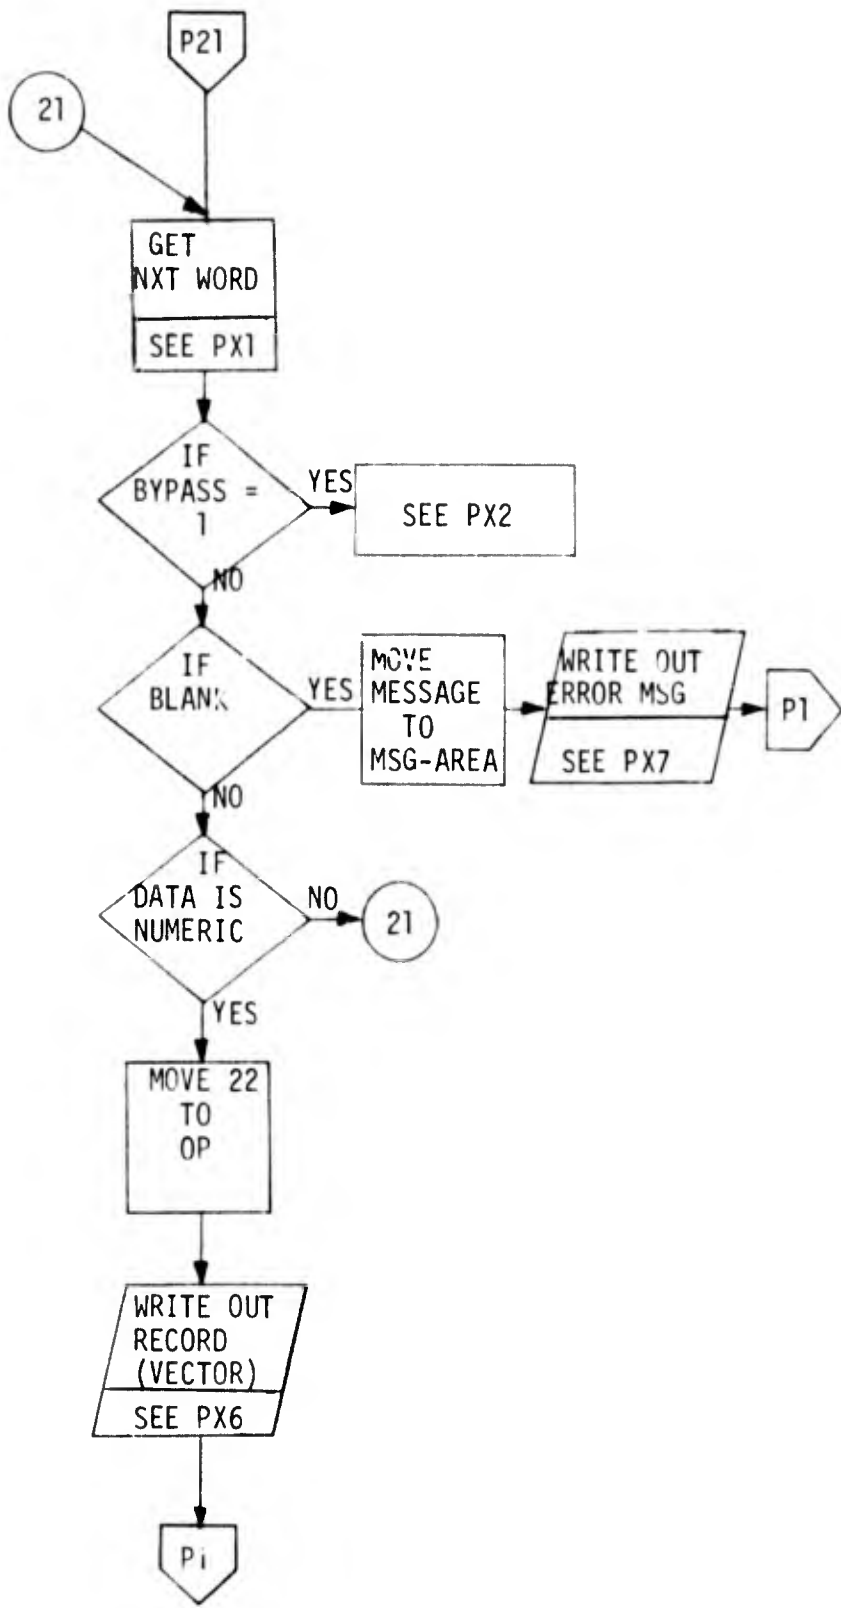 P21
21
GET
NXT WORD
SEE PX1
IF
BYPASS =
1
YES
SEE PX2
NO
IF
BLANK
YES
MOVE
MESSAGE
TO
MSG-AREA
WRITE OUT
ERROR MSG
SEE PX7
P1
NO
IF
DATA IS
NUMERIC
NO
21
YES
MOVE 22
TO
OP
WRITE OUT
RECORD
(VECTOR)
SEE PX6
Pi